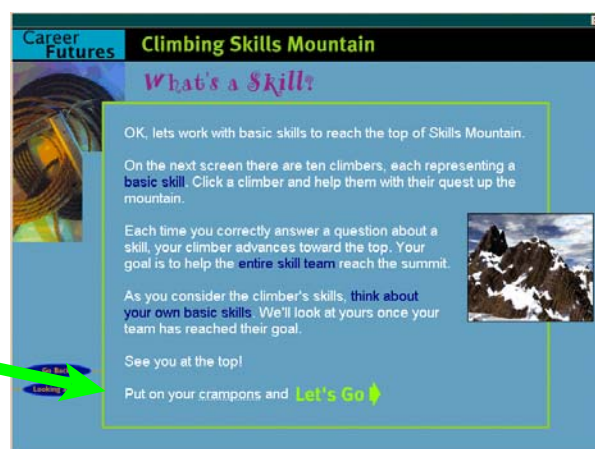 Career
Futures
Climbing Skills Mountain
What's a Skill?
OK, lets work with basic skills to reach the top of Skills Mountain.
On the next screen there are ten climbers, each representing a
basic skill. Click a climber and help them with their quest up the
mountain.
Each time you correctly answer a question about a
skill, your climber advances toward the top. Your
goal is to help the entire skill team reach the summit.
As you consider the climber's skills, think about
your own basic skills. We'll look at yours once your
team has reached their goal.
See you at the top!
Go Back
Looking
Put on your crampons and Let's Go